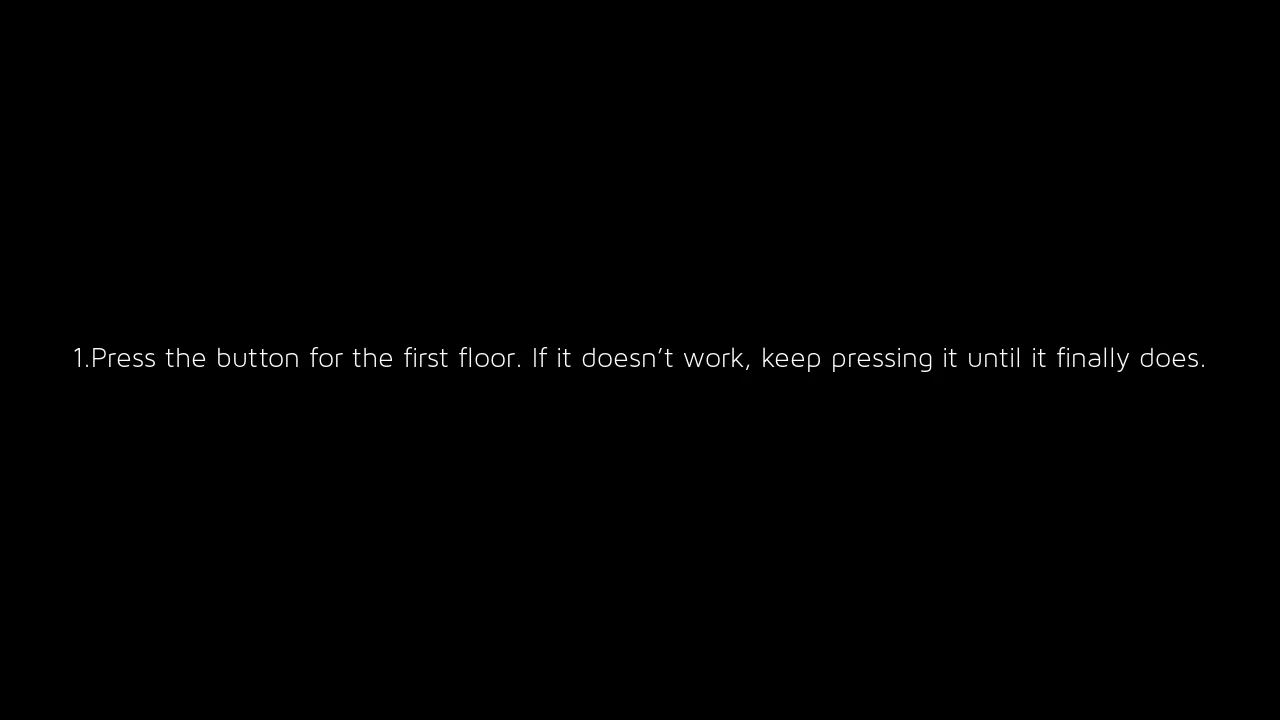 1.Press the button for the first floor. If it doesn’t work, keep pressing it until it finally does.